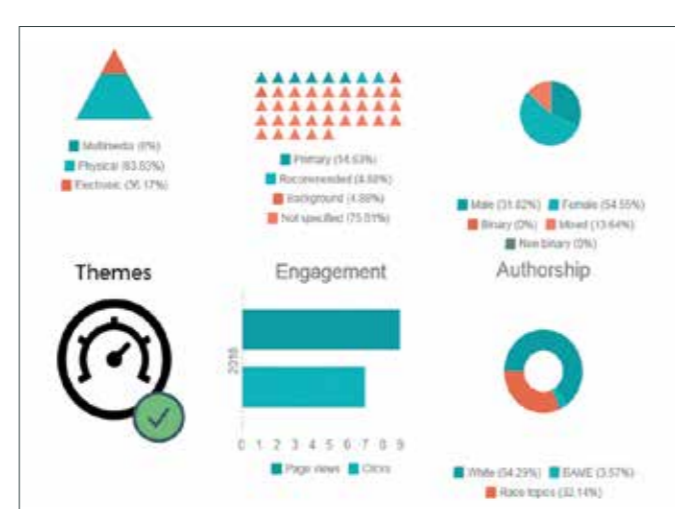 Multimedia (0%)
Physical (63.83%)
Electronic (36.17%)
Primary (14.63%)
Recommended (4.88%)
Background (4.88%)
Not specified (75.61%)
Male (31.82%) Female (54.55%)
Binary (0%) Mixed (13.64%)
Non binary (0%)
Themes
Engagement
2018
0 1 2 3 4 5 6 7 8 9
Page views Clicks
Authorship
White (64.29%) BAME (3.57%)
Race topics (32.14%)